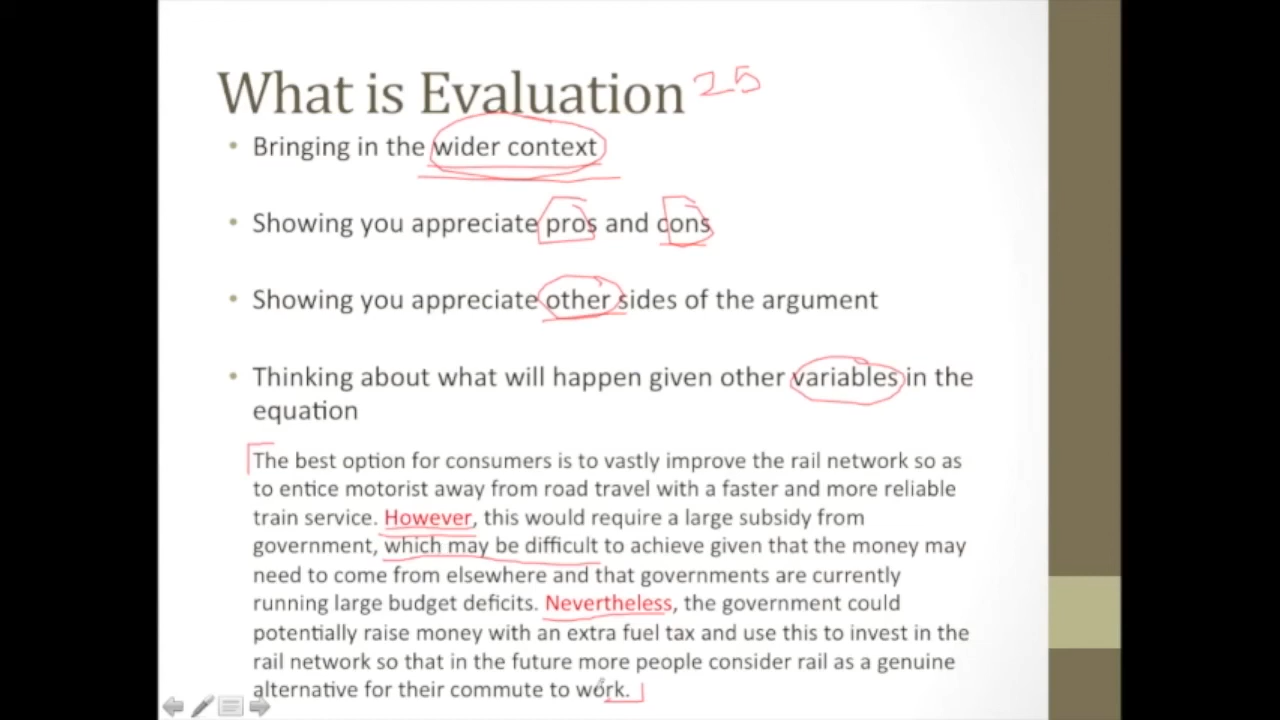 What is Evaluation 25
• Bringing in the wider context
• Showing you appreciate pros and cons
• Showing you appreciate other sides of the argument
• Thinking about what will happen given other variables in the
equation
The best option for consumers is to vastly improve the rail network so as
to entice motorist away from road travel with a faster and more reliable
train service. However, this would require a large subsidy from
government, which may be difficult to achieve given that the money may
need to come from elsewhere and that governments are currently
running large budget deficits. Nevertheless, the government could
potentially raise money with an extra fuel tax and use this to invest in the
rail network so that in the future more people consider rail as a genuine
alternative for their commute to work.